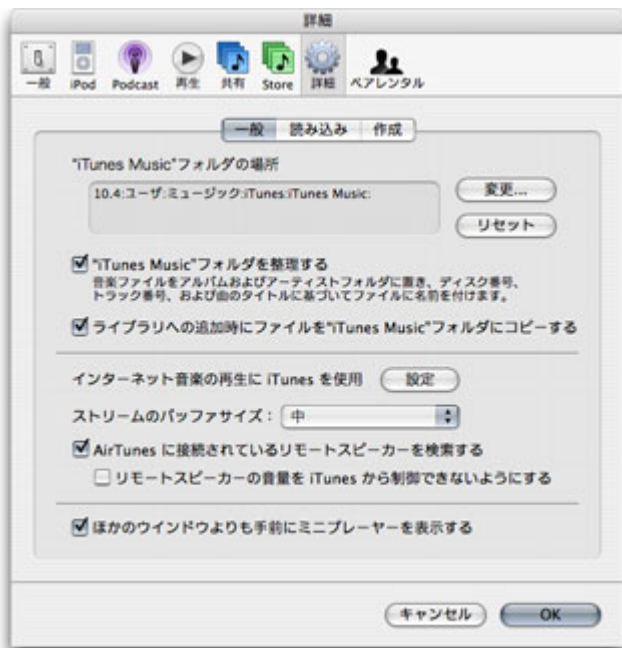 詳細
一般 iPod Podcast 再生 共有 Store 詳細 ペアレンタル
一般 読み込み 作成
"iTunes Music"フォルダの場所
10.4:ユーザ:ミュージック:iTunes:iTunes Music:
変更...
リセット
"iTunes Music"フォルダを整理する
音楽ファイルをアルバムおよびアーティストフォルダに置き、ディスク番号、
トラック番号、および曲のタイトルに基づいてファイルに名前を付けます。
ライブラリへの追加時にファイルを"iTunes Music"フォルダにコピーする
インターネット音楽の再生に iTunes を使用 設定
ストリームのバッファサイズ： 中
AirTunes に接続されているリモートスピーカーを検索する
リモートスピーカーの音量を iTunes から制御できないようにする
ほかのウインドウよりも手前にミニプレーヤーを表示する
キャンセル OK